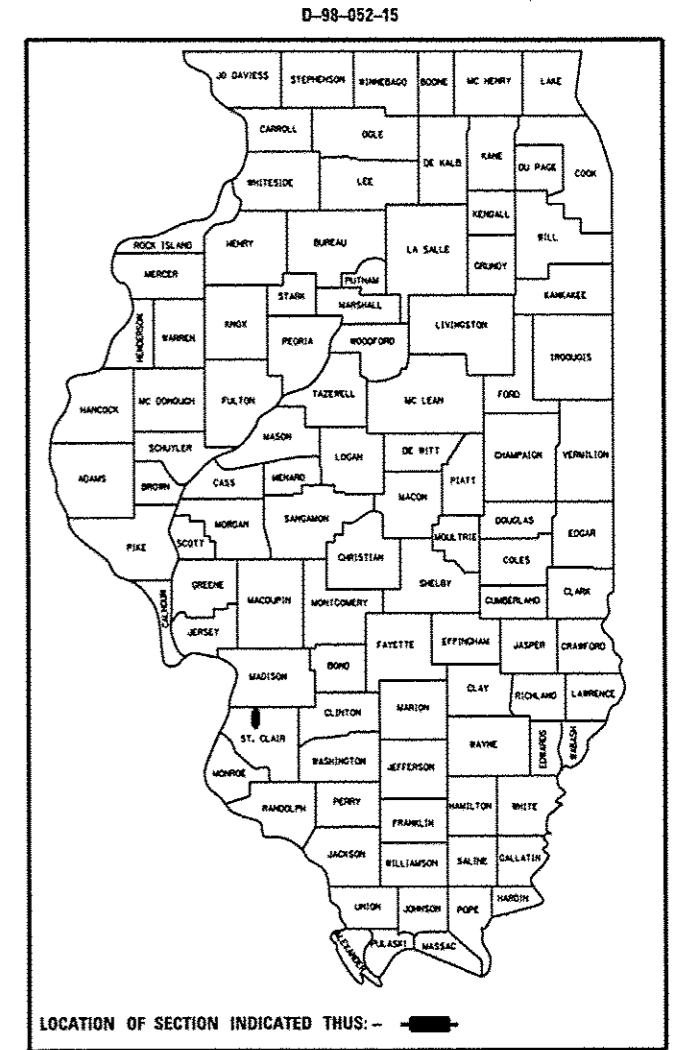 D-98-052-15
JO DAVIESS
STEPHENSON
WINNEBAGO
BOONE
MC HENRY
LAKE
CARROLL
OGLE
DE KALB
KANE
DU PAGE
COOK
WHITESIDE
LEE
KENDALL
WILL
ROCK ISLAND
HENRY
BUREAU
LA SALLE
GRUNDY
MERCER
PUTNAM
KANKAKEE
STARK
MARSHALL
HENDERSON
WARREN
KNOX
PEORIA
WOODFORD
LIVINGSTON
IROQUOIS
HANCOCK
MC DONOUGH
FULTON
TAZEWELL
MC LEAN
FORD
MASON
SCHUYLER
LOGAN
DE WITT
CHAMPAIGN
VERMILION
ADAMS
BROWN
CASS
MENARD
PIATT
MACON
MORGAN
SANGAMON
DOUGLAS
PIKE
SCOTT
CHRISTIAN
MOULTRIE
EDGAR
COLES
SHELBY
GREENE
CALHOUN
MACOUPIN
MONTGOMERY
CUMBERLAND
CLARK
JERSEY
FAYETTE
EFFINGHAM
JASPER
CRAWFORD
MADISON
BOND
CLAY
RICHLAND
LAWRENCE
CLINTON
MARION
ST. CLAIR
WAYNE
EDWARDS
WABASH
WASHINGTON
JEFFERSON
MONROE
RANDOLPH
PERRY
HAMILTON
WHITE
FRANKLIN
JACKSON
WILLIAMSON
SALINE
GALLATIN
UNION
JOHNSON
POPE
HARDIN
ALEXANDER
PULASKI
MASSAC
LOCATION OF SECTION INDICATED THUS: -